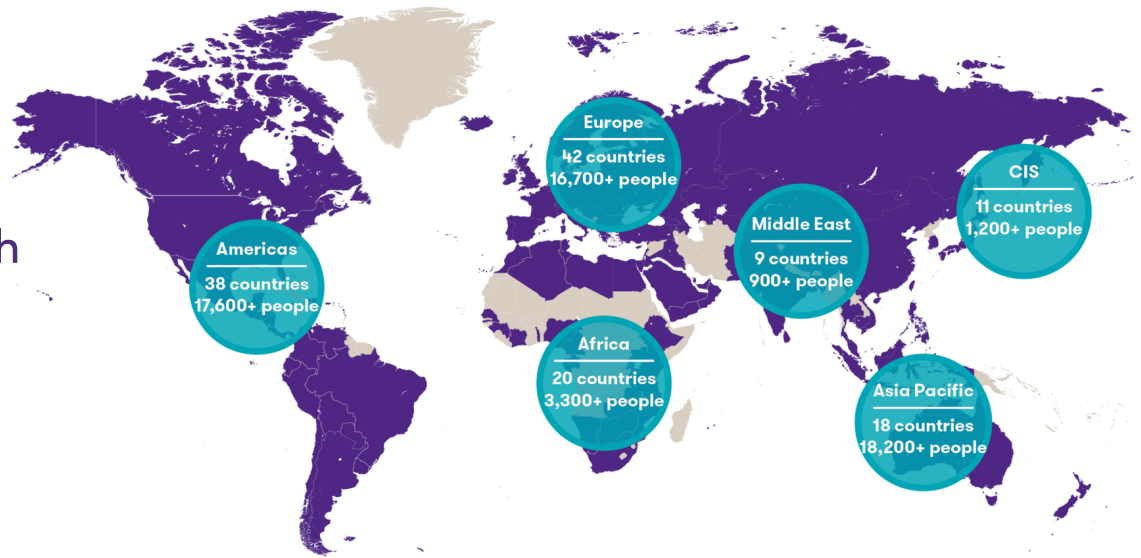 Europe
42 countries
16,700+ people
CIS
11 countries
1,200+ people
Middle East
9 countries
900+ people
Americas
38 countries
17,600+ people
Africa
20 countries
3,300+ people
Asia Pacific
18 countries
18,200+ people
h